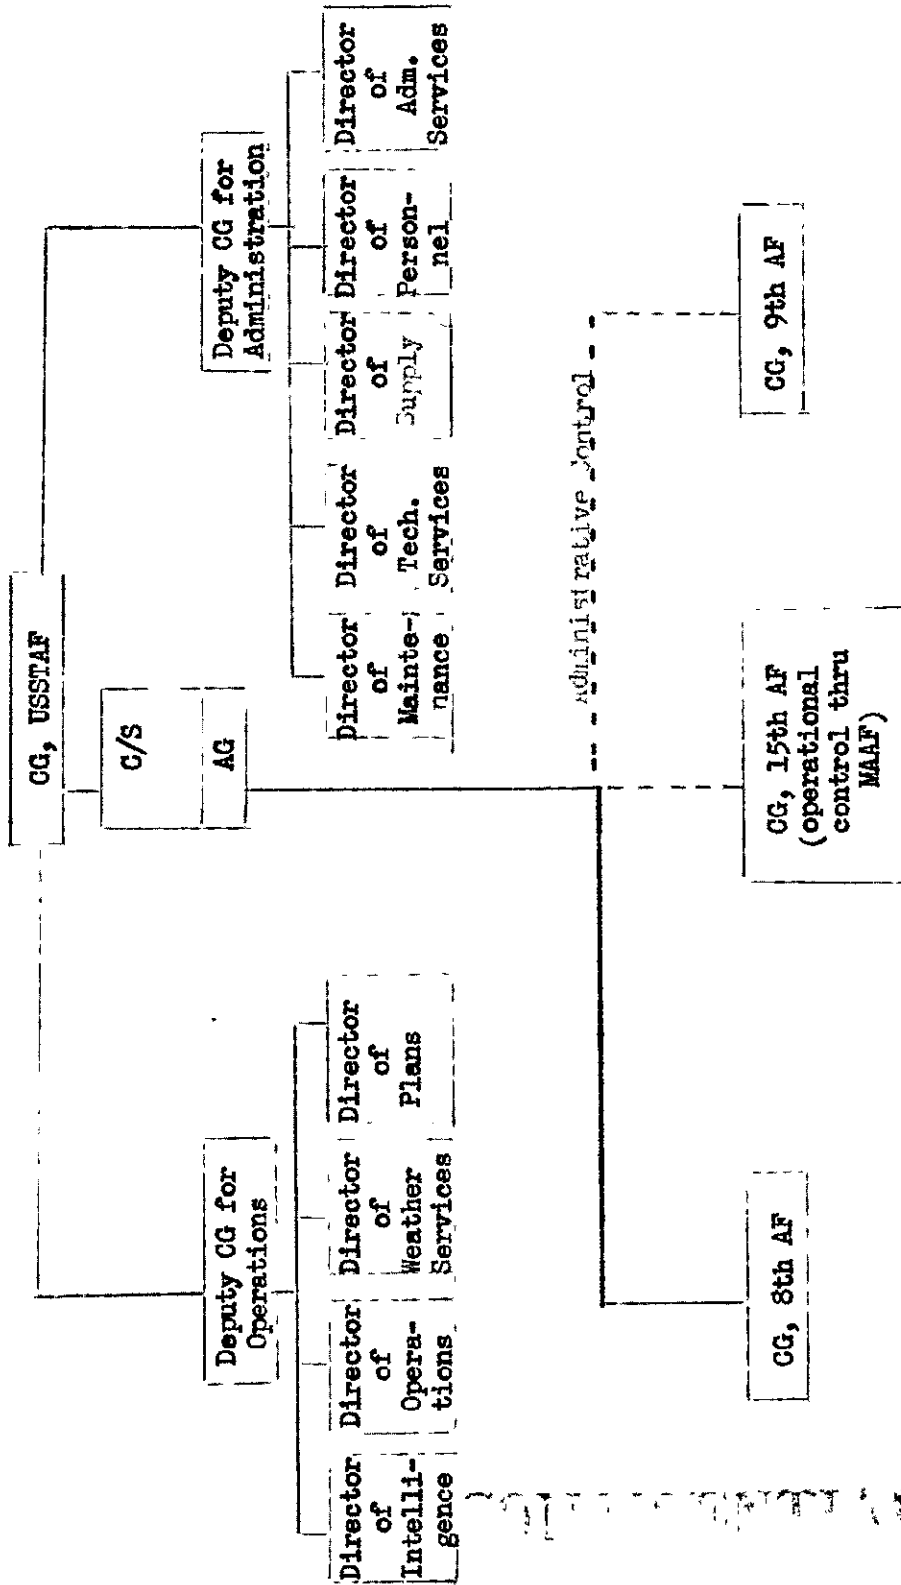 CG, USSTAF
C/S
AG
Deputy CG for
Operations
Deputy CG for
Administration
Director
of
Intelli-
gence
Director
of
Opera-
tions
Director
of
Weather
Services
Director
of
Plans
Director
of
Mainte-
nance
Director
of
Tech.
Services
Director
of
Supply
Director
of
Person-
nel
Director
of
Adm.
Services
Administrative Control
CG, 8th AF
CG, 15th AF
(operational
control thru
MAAF)
CG, 9th AF